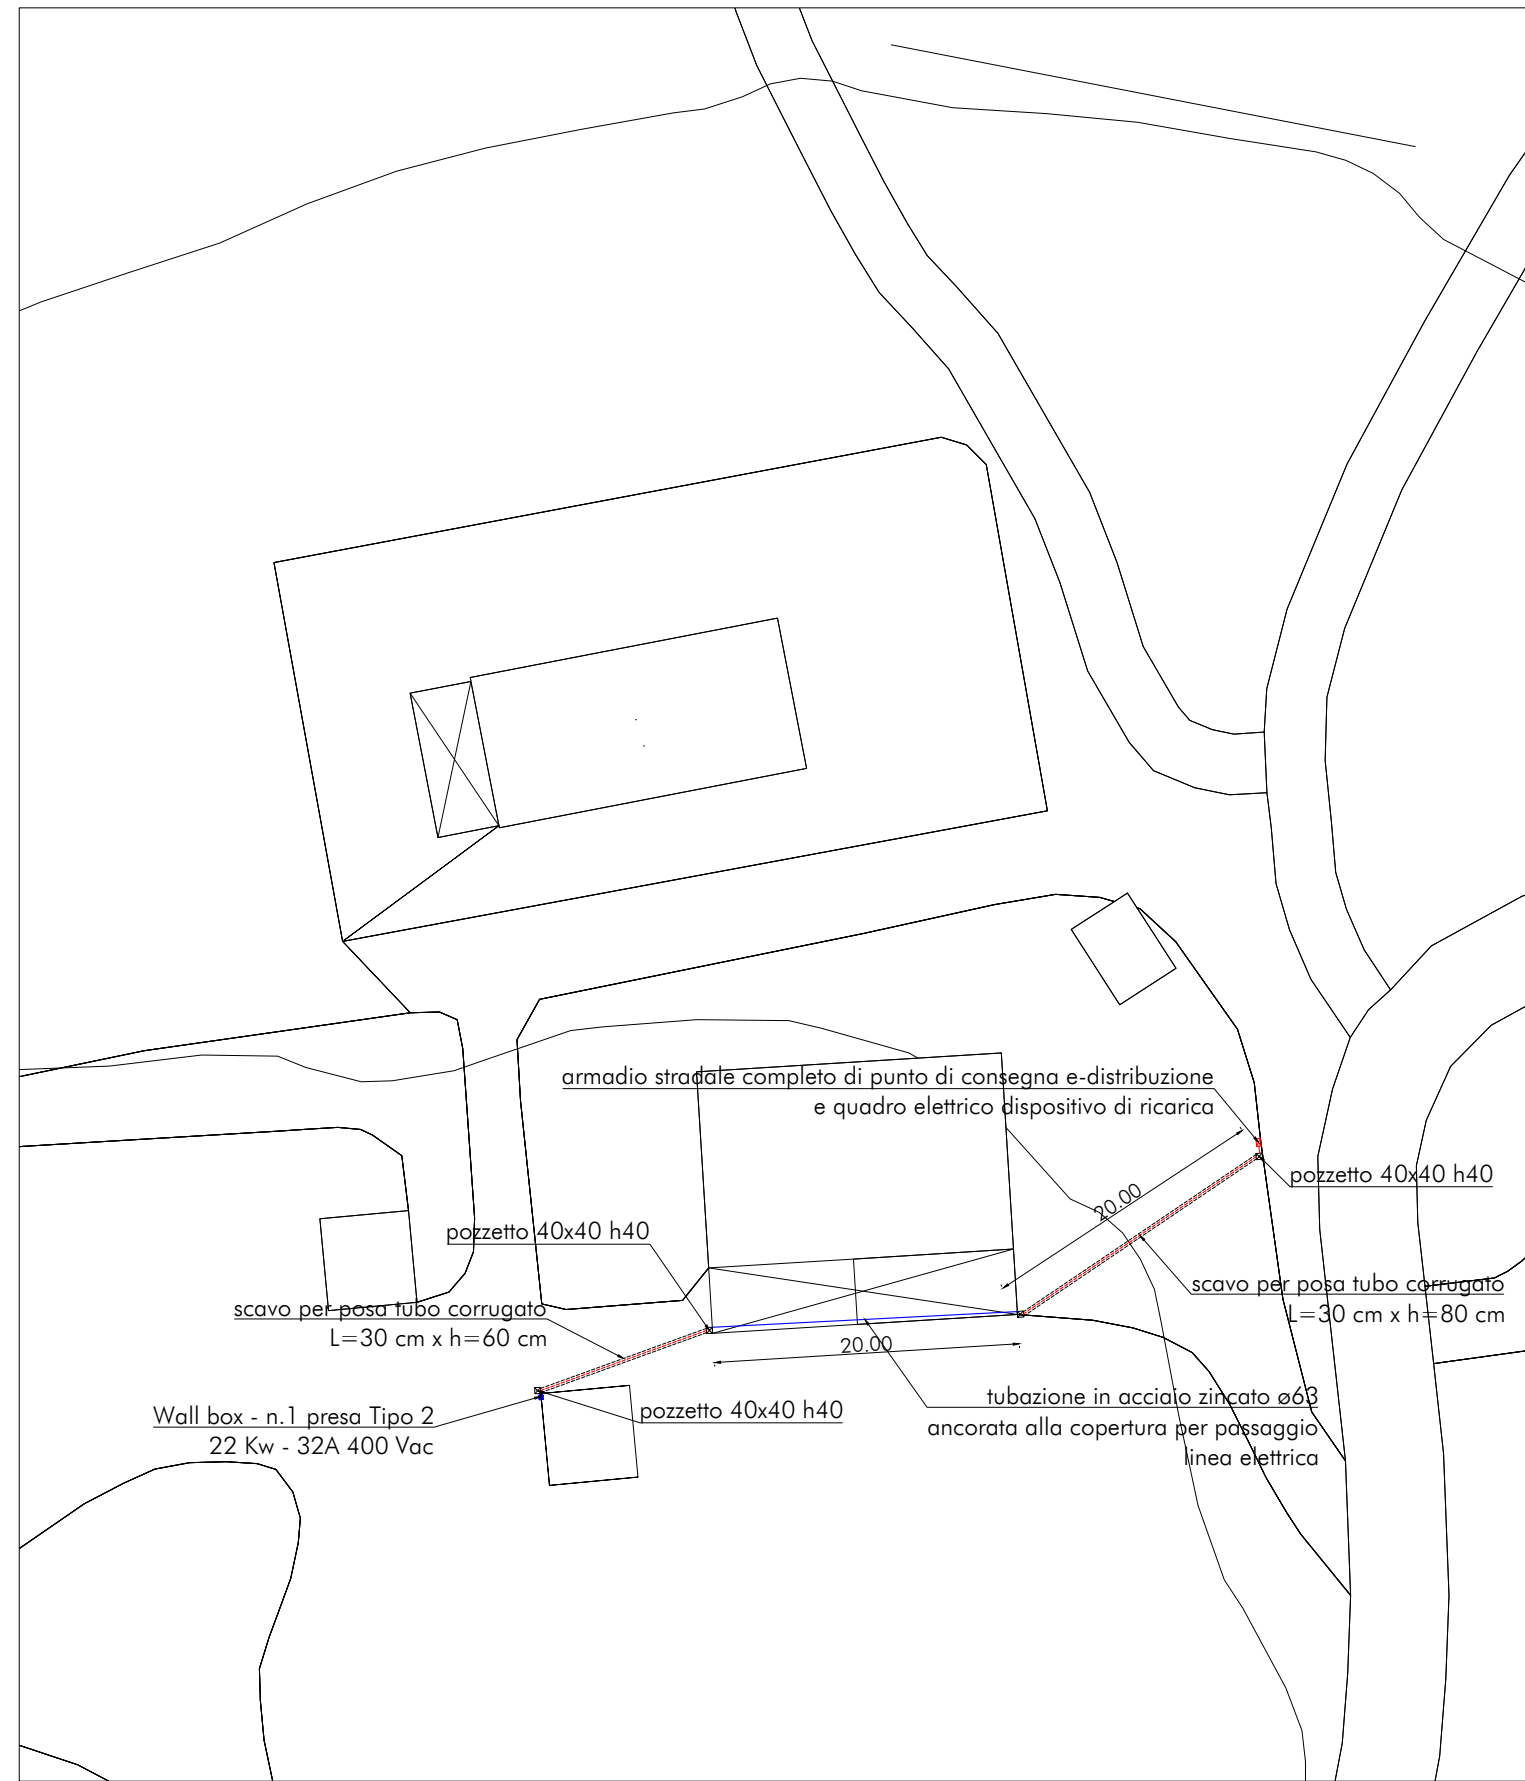 armadio stradale completo di punto di consegna e-distribuzione
e quadro elettrico dispositivo di ricarica
pozzetto 40x40 h40
20.00
pozzetto 40x40 h40
scavo per posa tubo corrugato
L=30 cm x h=80 cm
scavo per posa tubo corrugato
L=30 cm x h=60 cm
20.00
tubazione in acciaio zincato ø63
ancorata alla copertura per passaggio
linea elettrica
Wall box - n.1 presa Tipo 2
22 Kw - 32A 400 Vac
pozzetto 40x40 h40